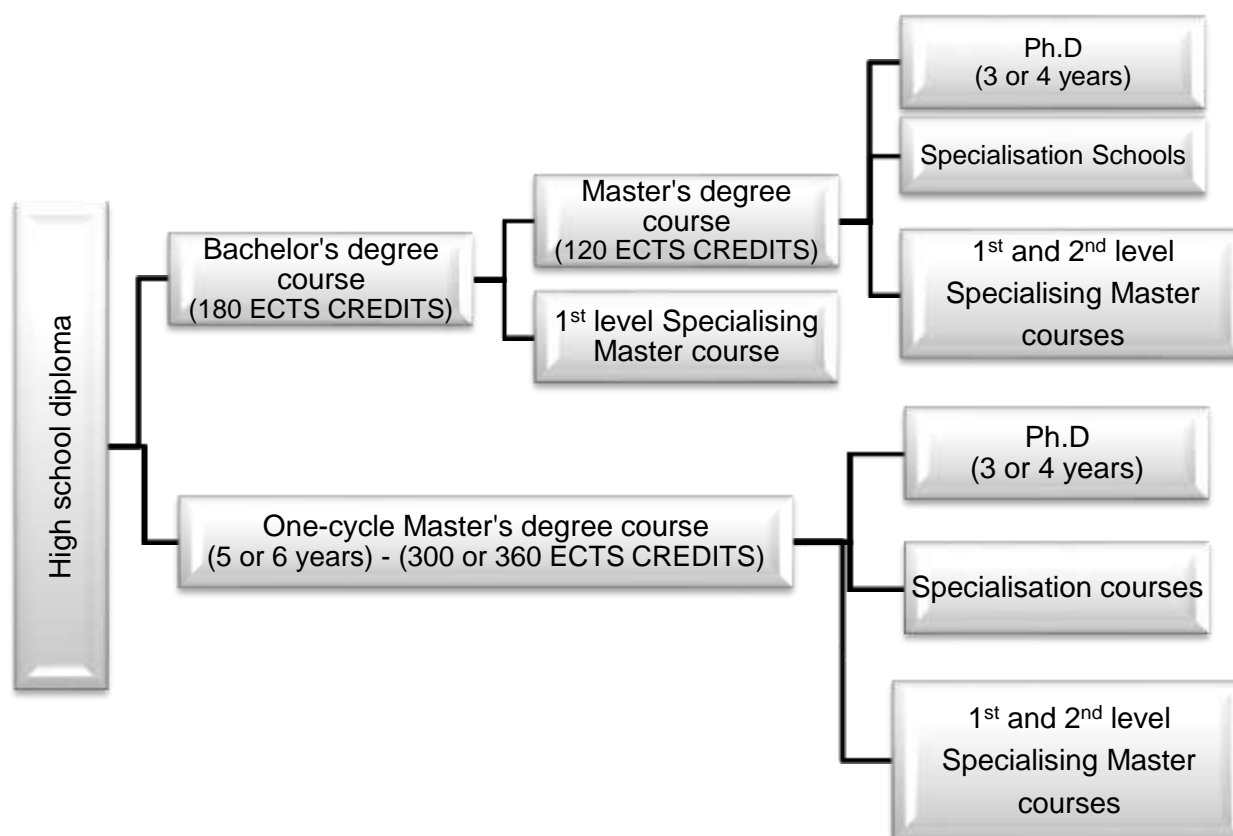 High school diploma
Bachelor's degree
course
(180 ECTS CREDITS)
Master's degree
course
(120 ECTS CREDITS)
1st level Specialising
Master course
Ph.D
(3 or 4 years)
Specialisation Schools
1st and 2nd level
Specialising Master
courses
One-cycle Master's degree course
(5 or 6 years) - (300 or 360 ECTS CREDITS)
Ph.D
(3 or 4 years)
Specialisation courses
1st and 2nd level
Specialising Master
courses